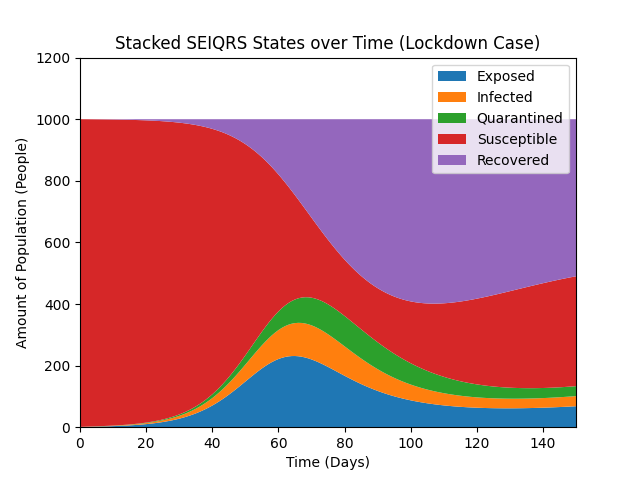 Stacked SEIQRS States over Time (Lockdown Case)
Amount of Population (People)
1200
1000
800
600
400
200
0
Exposed
Infected
Quarantined
Susceptible
Recovered
0 20 40 60 80 100 120 140
Time (Days)